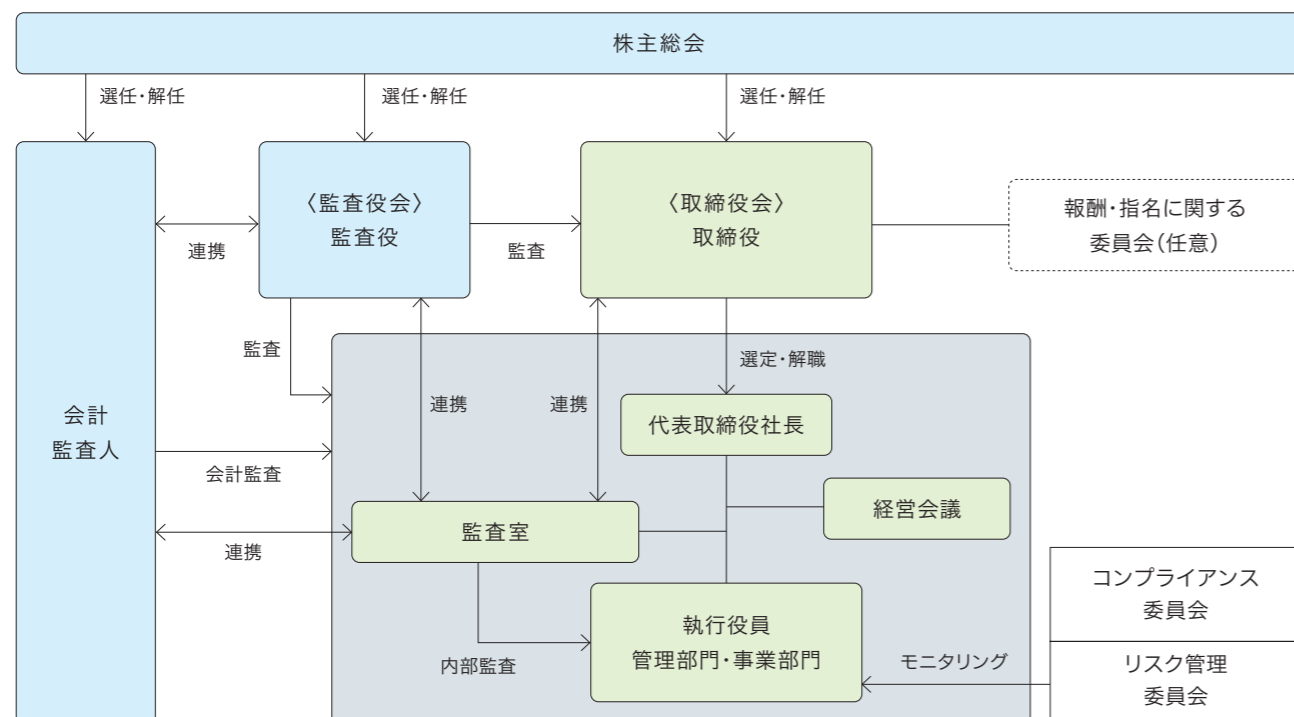 株主総会
選任・解任
選任・解任
選任・解任
〈監査役会〉
監査役
〈取締役会〉
取締役
報酬・指名に関する
委員会(任意)
連携
監査
監査
選定・解職
会計
監査人
連携
連携
代表取締役社長
会計監査
経営会議
監査室
連携
コンプライアンス
委員会
執行役員
管理部門・事業部門
内部監査
モニタリング
リスク管理
委員会